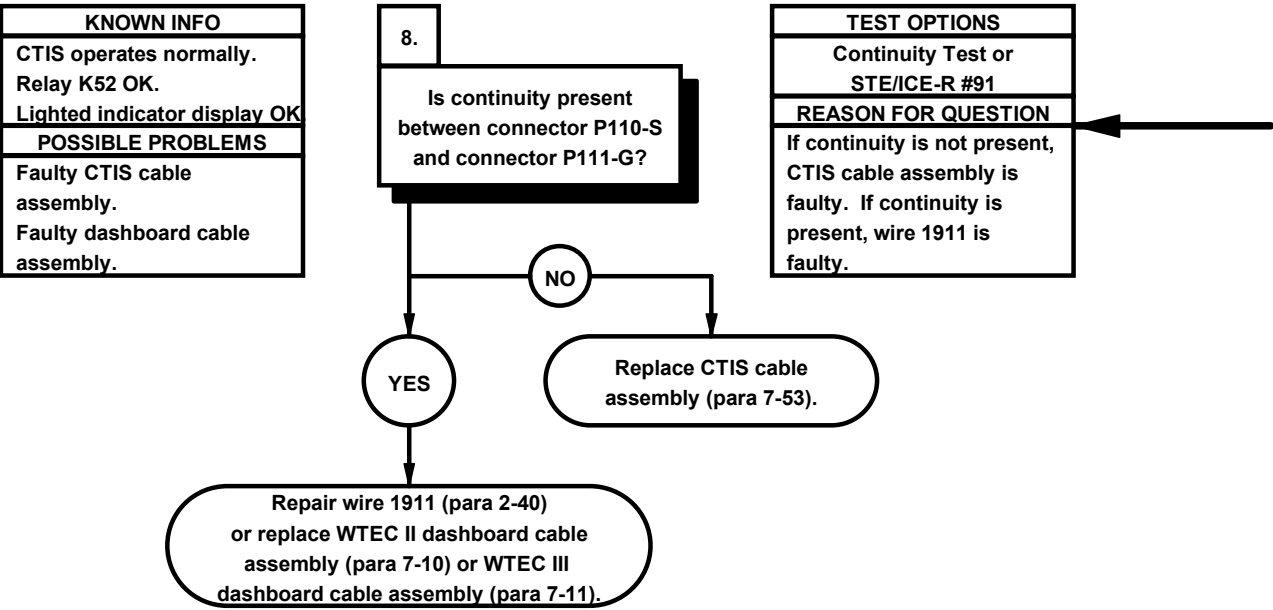 KNOWN INFO
CTIS operates normally.
Relay K52 OK.
Lighted indicator display OK
POSSIBLE PROBLEMS
Faulty CTIS cable
assembly.
Faulty dashboard cable
assembly.
8.
Is continuity present
between connector P110-S
and connector P111-G?
TEST OPTIONS
Continuity Test or
STE/ICE-R #91
REASON FOR QUESTION
If continuity is not present,
CTIS cable assembly is
faulty. If continuity is
present, wire 1911 is
faulty.
NO
YES
Replace CTIS cable
assembly (para 7-53).
Repair wire 1911 (para 2-40)
or replace WTEC II dashboard cable
assembly (para 7-10) or WTEC III
dashboard cable assembly (para 7-11).